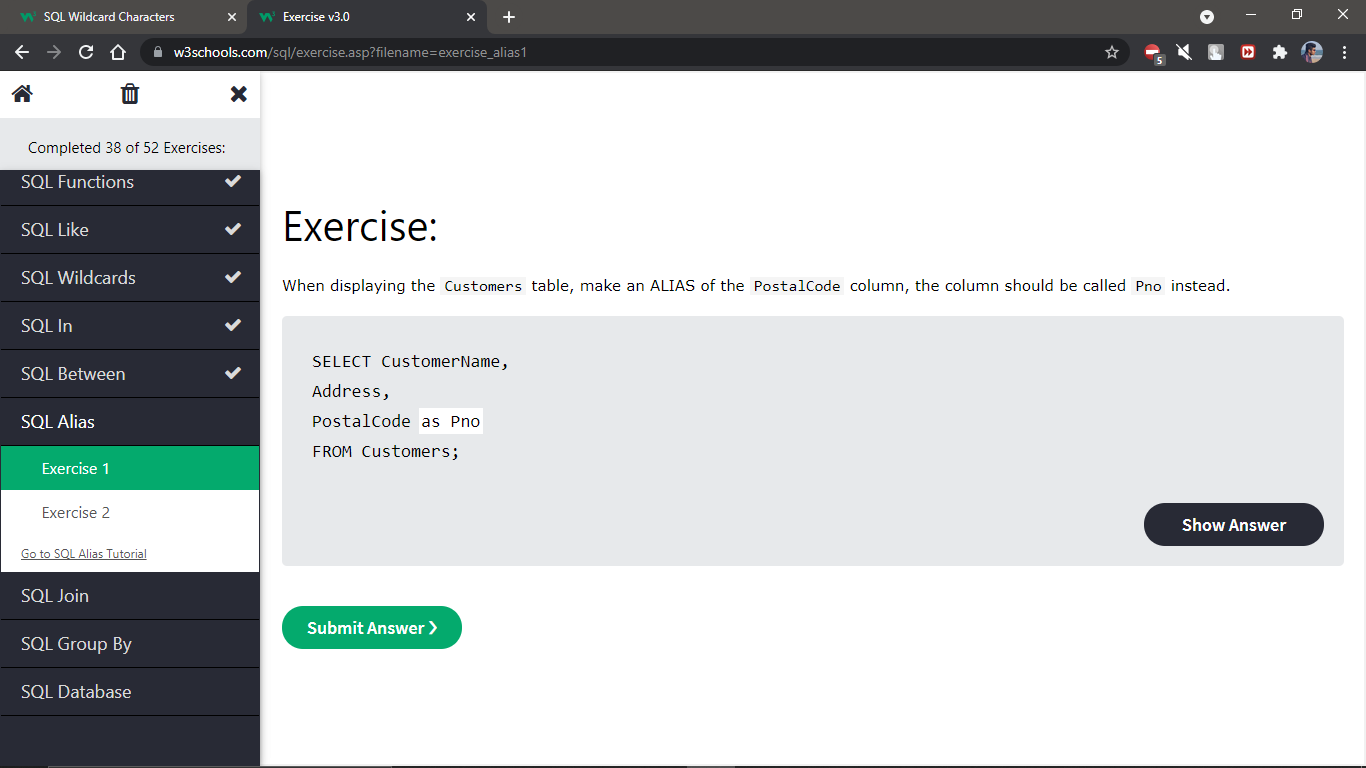 SQL Wildcard Characters
Exercise v3.0
w3schools.com/sql/exercise.asp?filename=exercise_alias1
5
Completed 38 of 52 Exercises:
SQL Functions
SQL Like
SQL Wildcards
SQL In
SQL Between
SQL Alias
Exercise 1
Exercise 2
Go to SQL Alias Tutorial
SQL Join
SQL Group By
SQL Database
Exercise:
When displaying the Customers table, make an ALIAS of the PostalCode column, the column should be called Pno instead.
SELECT CustomerName,
Address,
PostalCode as Pno
FROM Customers;
Show Answer
Submit Answer ❯